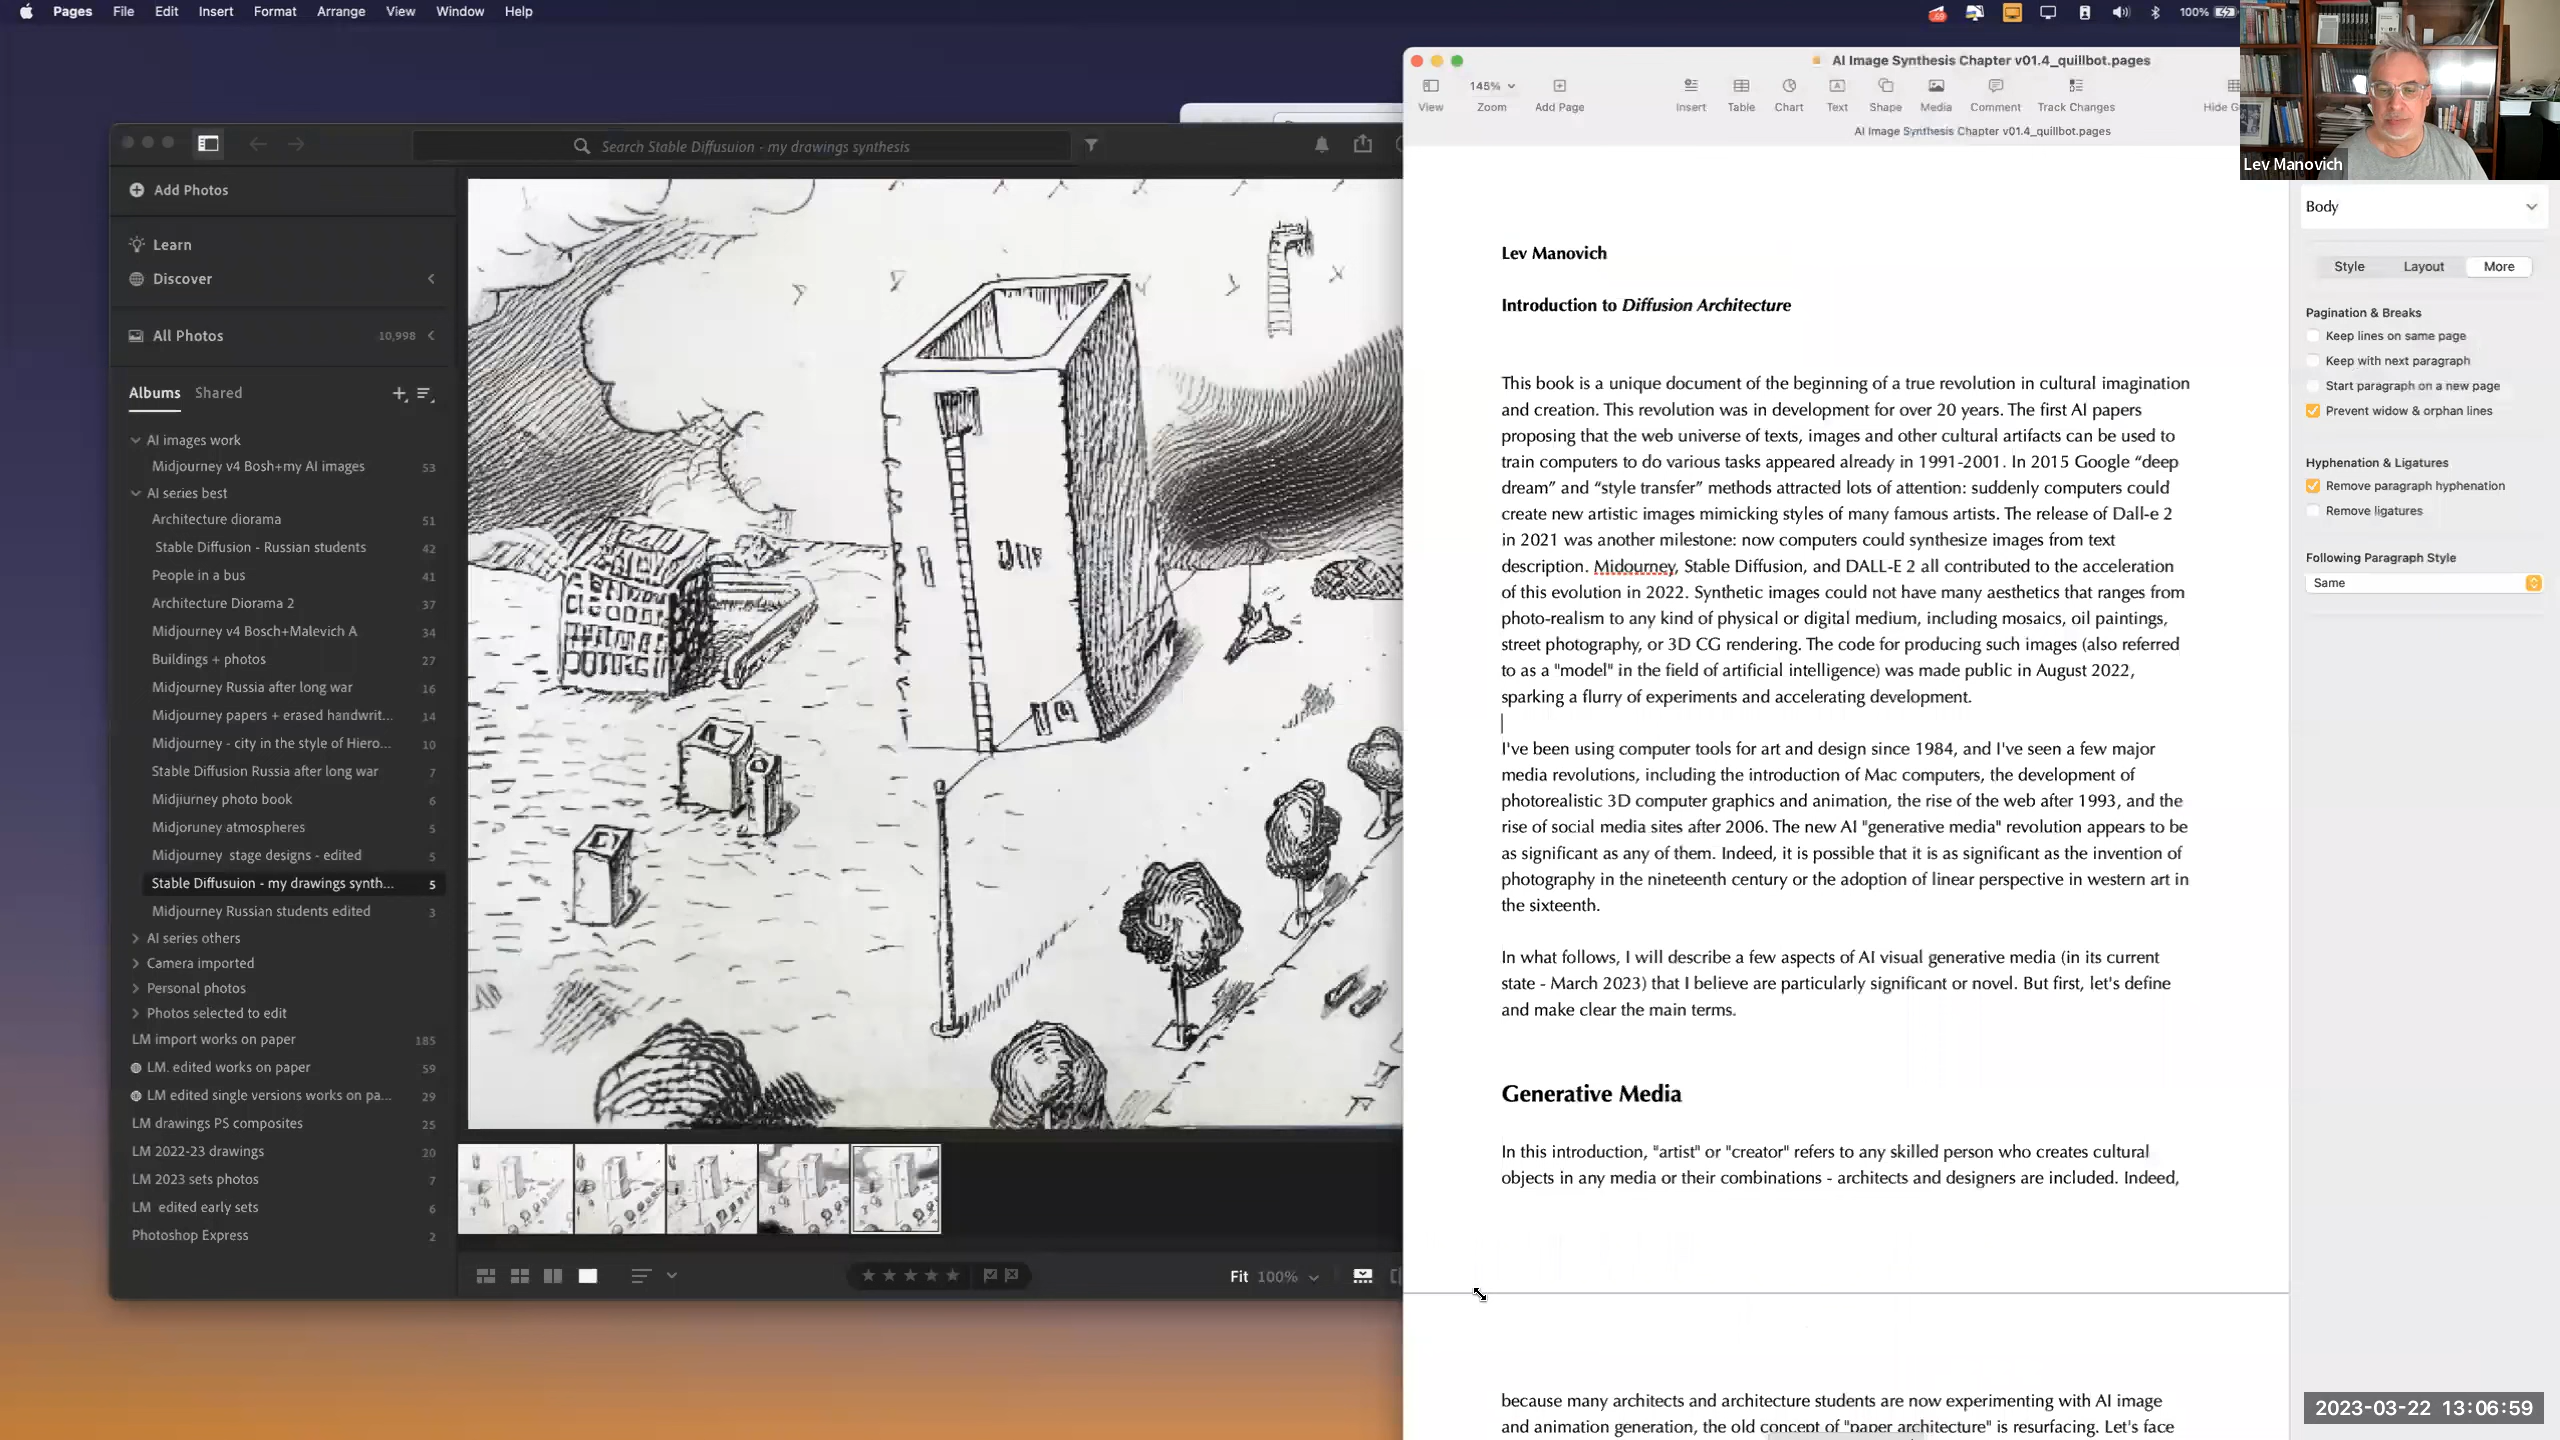 Pages File Edit Insert Format Arrange View Window Help
100%
Lev Manovich
AI Image Synthesis Chapter v01.4_quillbot.pages
145%
View Zoom Add Page Insert Table Chart Text Shape Media Comment Track Changes Hide
AI Image Synthesis Chapter v01.4_quillbot.pages
Search Stable Diffusuion - my drawings synthesis
Add Photos
Learn
Discover
All Photos 10,998
Albums Shared
AI images work
Midjourney v4 Bosh+my AI images 53
AI series best
Architecture diorama 51
Stable Diffusion - Russian students 42
People in a bus 41
Architecture Diorama 2 37
Midjourney v4 Bosch+Malevich A 34
Buildings + photos 27
Midjourney Russia after long war 16
Midjourney papers + erased handwrit... 14
Midjourney - city in the style of Hiero... 10
Stable Diffusion Russia after long war 7
Midjiurney photo book 6
Midjoruney atmospheres 5
Midjourney stage designs - edited 5
Stable Diffusuion - my drawings synth... 5
Midjourney Russian students edited 3
AI series others
Camera imported
Personal photos
Photos selected to edit
LM import works on paper 185
LM. edited works on paper 59
LM edited single versions works on pa... 29
LM drawings PS composites 25
LM 2022-23 drawings 20
LM 2023 sets photos 7
LM edited early sets 6
Photoshop Express 2
Fit 100%
Lev Manovich
Introduction to Diffusion Architecture
This book is a unique document of the beginning of a true revolution in cultural imagination
and creation. This revolution was in development for over 20 years. The first AI papers
proposing that the web universe of texts, images and other cultural artifacts can be used to
train computers to do various tasks appeared already in 1991-2001. In 2015 Google “deep
dream” and “style transfer” methods attracted lots of attention: suddenly computers could
create new artistic images mimicking styles of many famous artists. The release of Dall-e 2
in 2021 was another milestone: now computers could synthesize images from text
description. Midourney, Stable Diffusion, and DALL-E 2 all contributed to the acceleration
of this evolution in 2022. Synthetic images could not have many aesthetics that ranges from
photo-realism to any kind of physical or digital medium, including mosaics, oil paintings,
street photography, or 3D CG rendering. The code for producing such images (also referred
to as a "model" in the field of artificial intelligence) was made public in August 2022,
sparking a flurry of experiments and accelerating development.
I've been using computer tools for art and design since 1984, and I've seen a few major
media revolutions, including the introduction of Mac computers, the development of
photorealistic 3D computer graphics and animation, the rise of the web after 1993, and the
rise of social media sites after 2006. The new AI "generative media" revolution appears to be
as significant as any of them. Indeed, it is possible that it is as significant as the invention of
photography in the nineteenth century or the adoption of linear perspective in western art in
the sixteenth.
In what follows, I will describe a few aspects of AI visual generative media (in its current
state - March 2023) that I believe are particularly significant or novel. But first, let's define
and make clear the main terms.
Generative Media
In this introduction, "artist" or "creator" refers to any skilled person who creates cultural
objects in any media or their combinations - architects and designers are included. Indeed,
because many architects and architecture students are now experimenting with AI image
and animation generation, the old concept of "paper architecture" is resurfacing. Let's face
Body
Style Layout More
Pagination & Breaks
Keep lines on same page
Keep with next paragraph
Start paragraph on a new page
Prevent widow & orphan lines
Hyphenation & Ligatures
Remove paragraph hyphenation
Remove ligatures
Following Paragraph Style
Same
2023-03-22 13:06:59